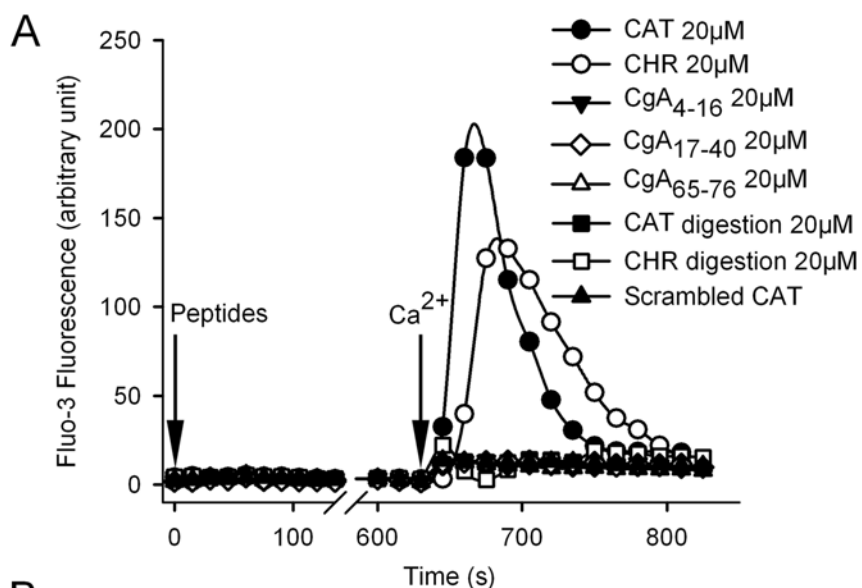 A
250
200
150
100
50
0
Fluo-3 Fluorescence (arbitrary unit)
Peptides
Ca2+
CAT 20µM
CHR 20µM
CgA4-16 20µM
CgA17-40 20µM
CgA65-76 20µM
CAT digestion 20µM
CHR digestion 20µM
Scrambled CAT
0 100 600 700 800
Time (s)